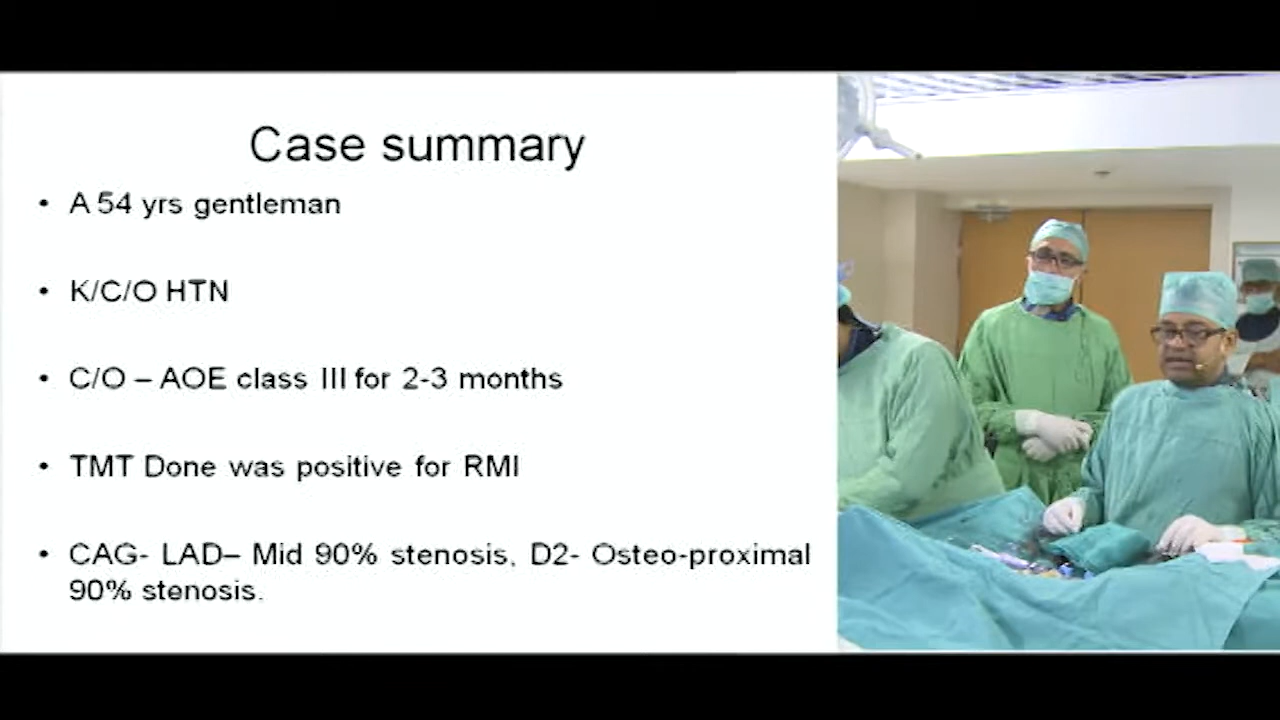 Case summary
• A 54 yrs gentleman
• K/C/O HTN
• C/O – AOE class III for 2-3 months
• TMT Done was positive for RMI
• CAG- LAD– Mid 90% stenosis, D2- Osteo-proximal
90% stenosis.